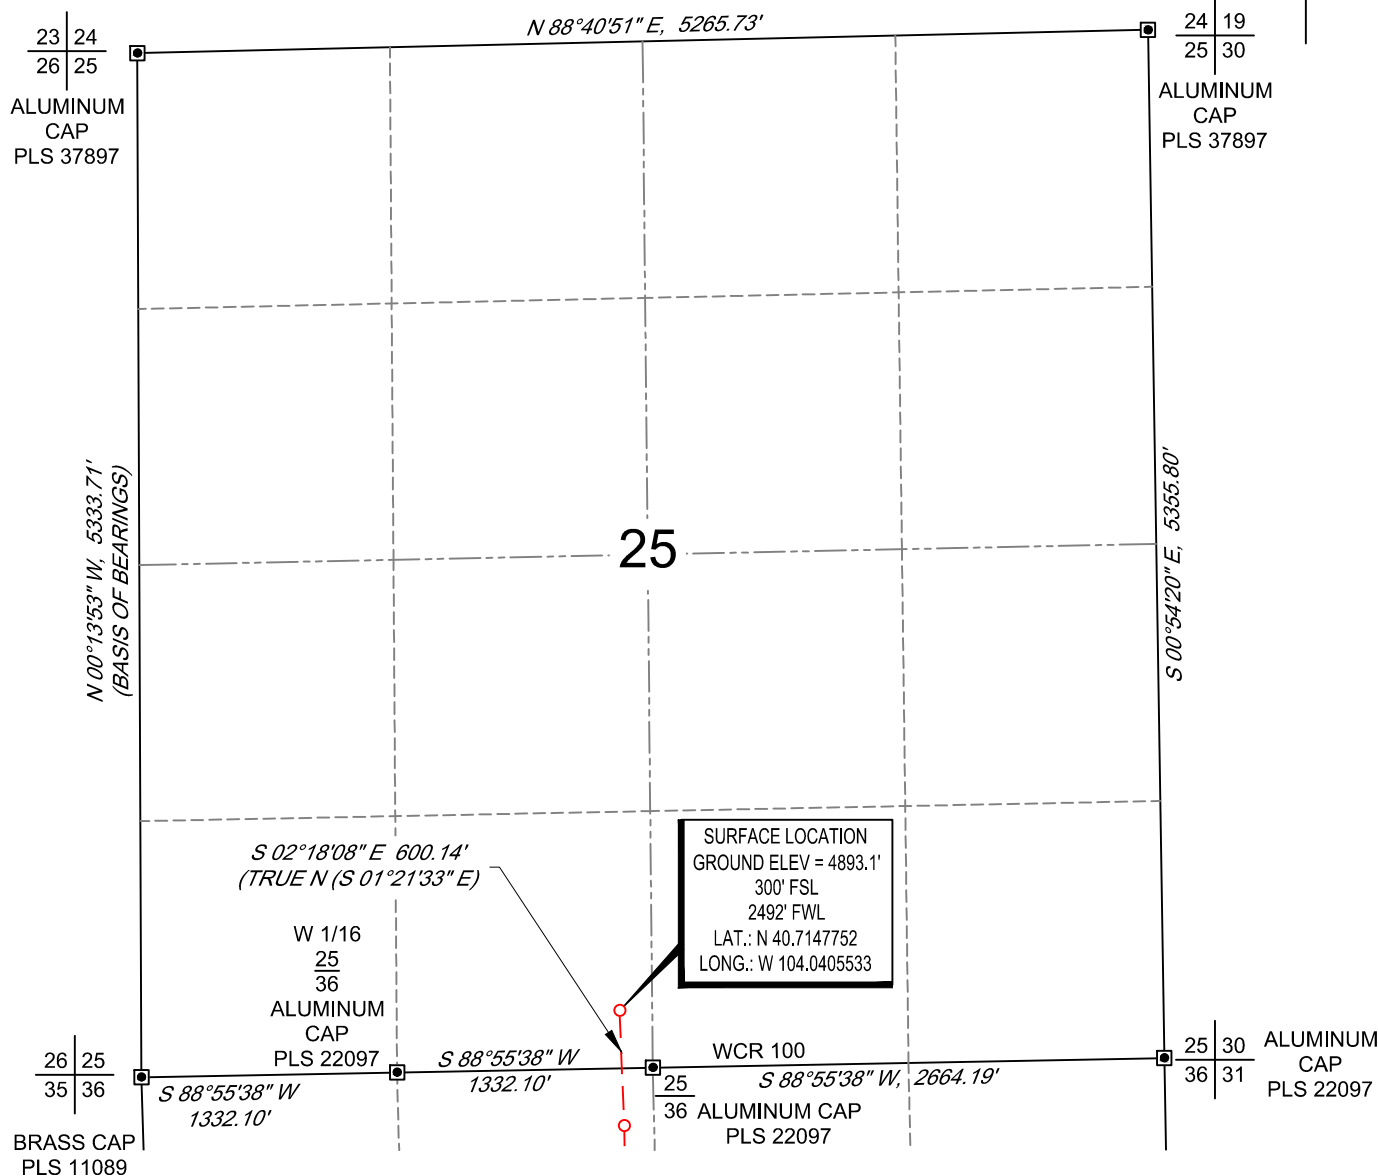 N 88°40'51" E, 5265.73'
23 24
26 25
ALUMINUM
CAP
PLS 37897
24 19
25 30
ALUMINUM
CAP
PLS 37897
N 00°13'53" W, 5333.71'
(BASIS OF BEARINGS)
25
S 00°54'20" E, 5355.80'
S 02°18'08" E 600.14'
(TRUE N (S 01°21'33" E)
SURFACE LOCATION
GROUND ELEV = 4893.1'
300' FSL
2492' FWL
LAT.: N 40.7147752
LONG.: W 104.0405533
W 1/16
25
36
ALUMINUM
CAP
PLS 22097
26 25
35 36
BRASS CAP
PLS 11089
S 88°55'38" W
1332.10'
S 88°55'38" W
1332.10'
WCR 100
S 88°55'38" W, 2664.19'
25
36
ALUMINUM CAP
PLS 22097
25 30
36 31
ALUMINUM
CAP
PLS 22097